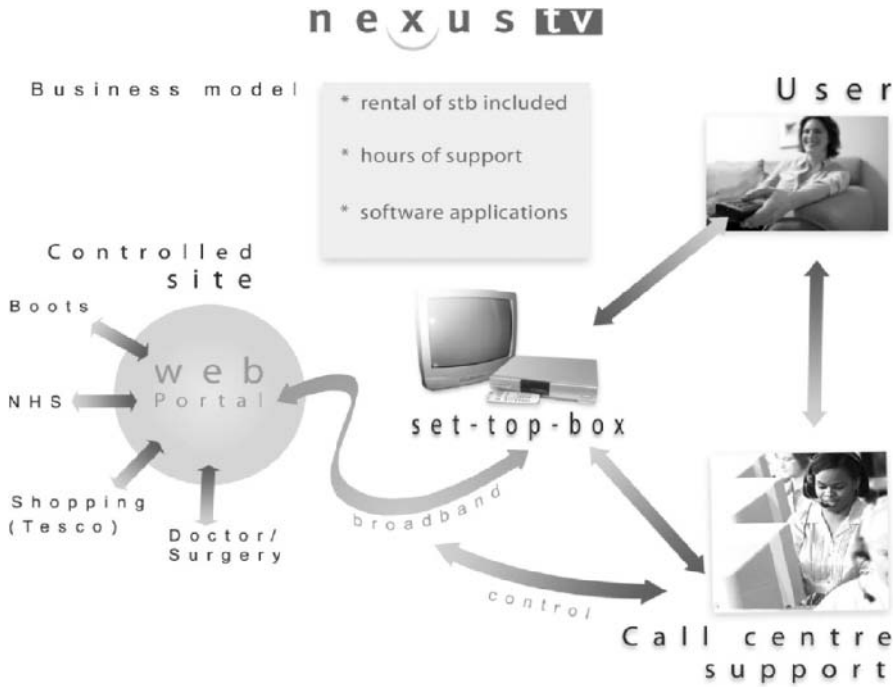 nexus tv
Business model
* rental of stb included
* hours of support
* software applications
User
Controlled
site
Boots
NHS
Shopping
(Tesco)
Doctor/
Surgery
web
Portal
set-top-box
broadband
control
Call centre
support